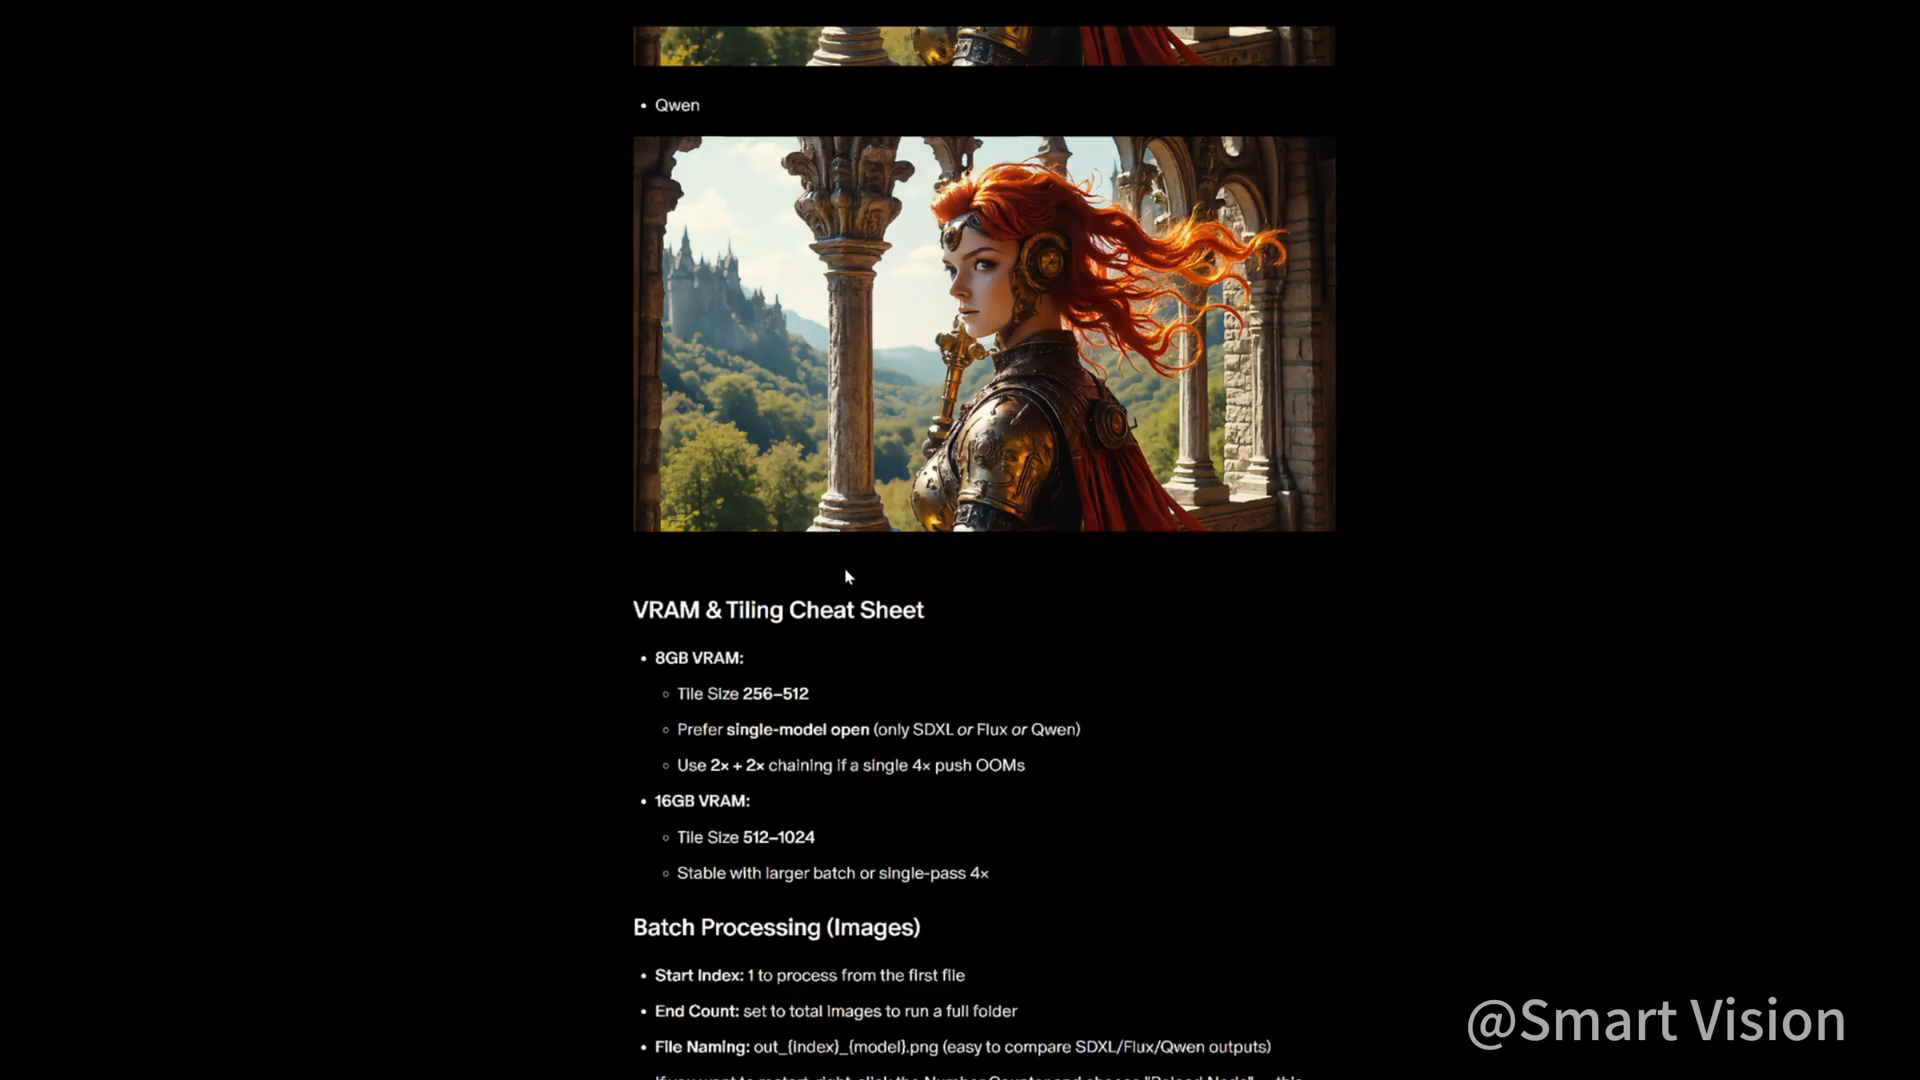 Qwen
VRAM & Tiling Cheat Sheet
8GB VRAM:
Tile Size 256–512
Prefer single-model open (only SDXL or Flux or Qwen)
Use 2× + 2× chaining if a single 4× push OOMs
16GB VRAM:
Tile Size 512–1024
Stable with larger batch or single-pass 4×
Batch Processing (Images)
Start Index: 1 to process from the first file
End Count: set to total images to run a full folder
File Naming: out_{index}_{model}.png (easy to compare SDXL/Flux/Qwen outputs)
@Smart Vision